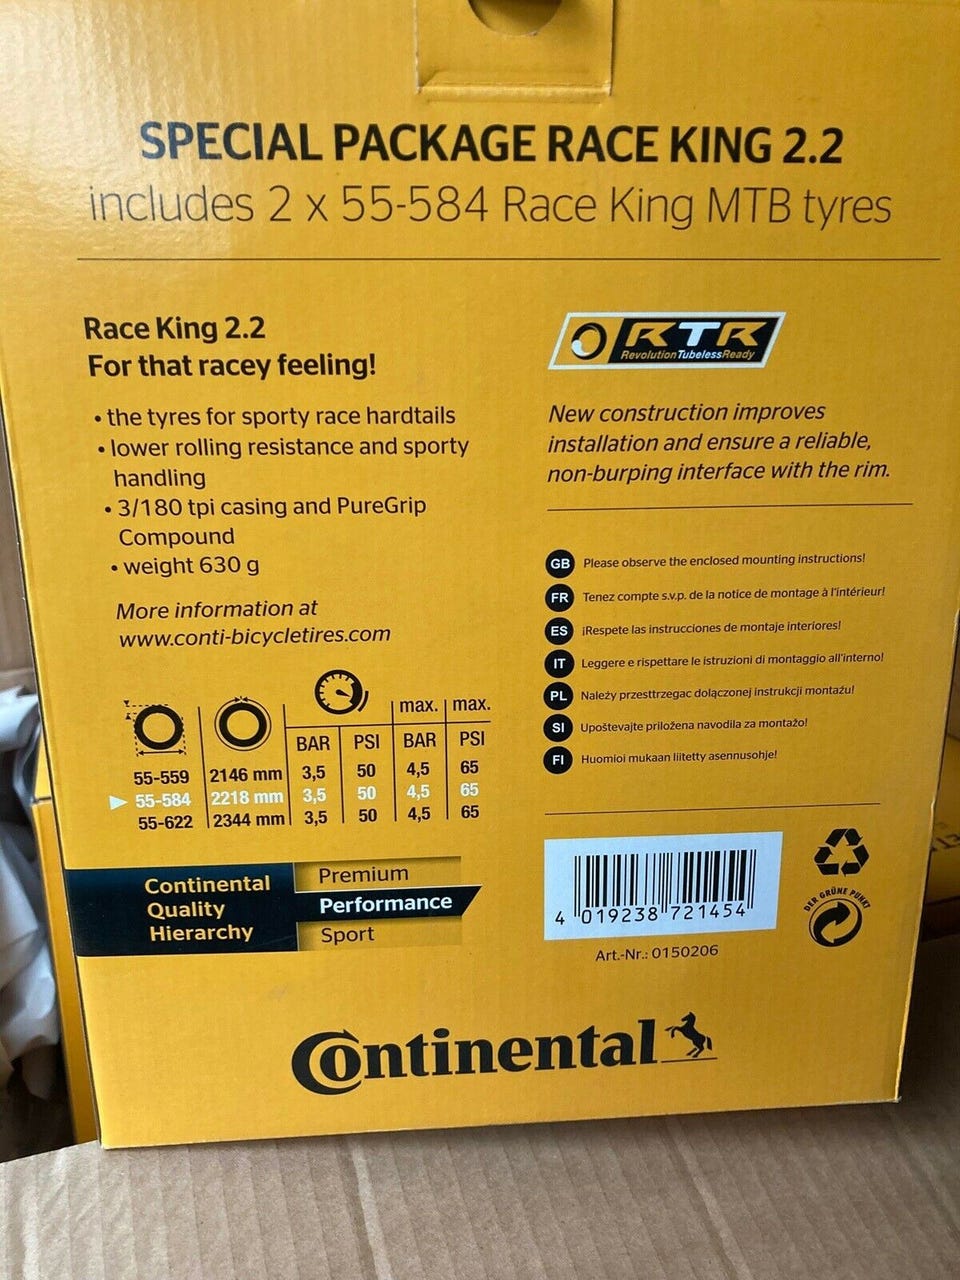 SPECIAL PACKAGE RACE KING 2.2
includes 2 x 55-584 Race King MTB tyres
Race King 2.2
For that racey feeling!
• the tyres for sporty race hardtails
• lower rolling resistance and sporty
handling
• 3/180 tpi casing and PureGrip
Compound
• weight 630 g
More information at
www.conti-bicycletires.com
max. max.
BAR PSI BAR PSI
55-559 2146 mm 3,5 50 4,5 65
55-584 2218 mm 3,5 50 4,5 65
55-622 2344 mm 3,5 50 4,5 65
Continental
Quality
Hierarchy
Premium
Performance
Sport
RTR
Revolution TubelessReady
New construction improves
installation and ensure a reliable,
non-burping interface with the rim.
GB Please observe the enclosed mounting instructions!
FR Tenez compte s.v.p. de la notice de montage à l'intérieur!
ES ¡Respete las instrucciones de montaje interiores!
IT Leggere e rispettare le istruzioni di montaggio all'interno!
PL Należy przesttrzegac dołączonej instrukcji montażu!
SI Upoštevajte priložena navodila za montažo!
FI Huomioi mukaan liitetty asennusohje!
4 019238 721454
Art.-Nr.: 0150206
DER GRÜNE PUNKT
Continental